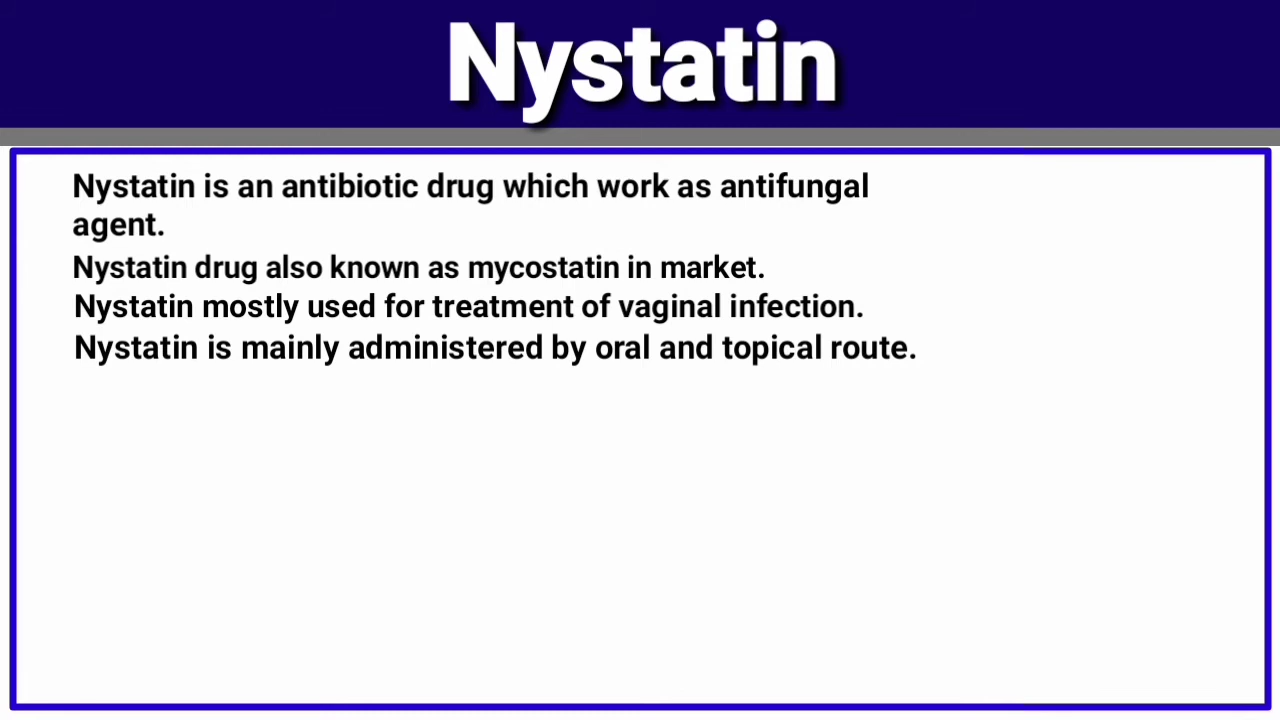 Nystatin
Nystatin is an antibiotic drug which work as antifungal
agent.
Nystatin drug also known as mycostatin in market.
Nystatin mostly used for treatment of vaginal infection.
Nystatin is mainly administered by oral and topical route.